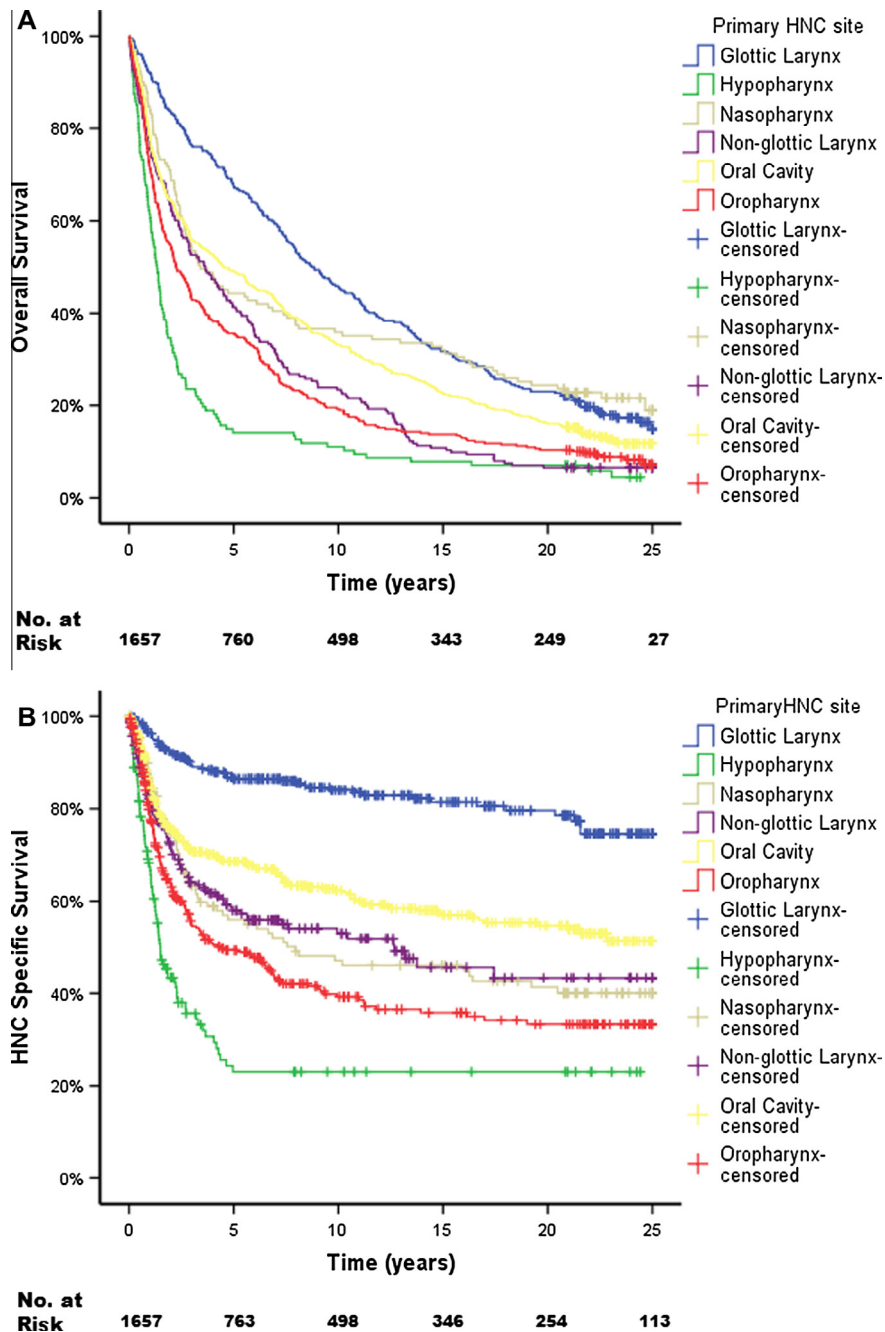 A
100%
80%
60%
40%
20%
0%
Overall Survival
0 5 10 15 20 25
Time (years)
Primary HNC site
Glottic Larynx
Hypopharynx
Nasopharynx
Non-glottic Larynx
Oral Cavity
Oropharynx
Glottic Larynx-
censored
Hypopharynx-
censored
Nasopharynx-
censored
Non-glottic Larynx-
censored
Oral Cavity-
censored
Oropharynx-
censored
No. at
Risk 1657 760 498 343 249 27
B
100%
80%
60%
40%
20%
0%
HNC Specific Survival
0 5 10 15 20 25
Time (years)
PrimaryHNC site
Glottic Larynx
Hypopharynx
Nasopharynx
Non-glottic Larynx
Oral Cavity
Oropharynx
Glottic Larynx-
censored
Hypopharynx-
censored
Nasopharynx-
censored
Non-glottic Larynx-
censored
Oral Cavity-
censored
Oropharynx-
censored
No. at
Risk 1657 763 498 346 254 113